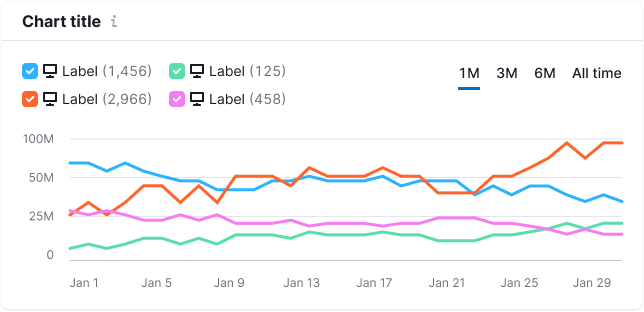 Chart title i
Label (1,456) Label (125)
Label (2,966) Label (458)
1M 3M 6M All time
100M
50M
25M
0
Jan 1 Jan 5 Jan 9 Jan 13 Jan 17 Jan 21 Jan 25 Jan 29